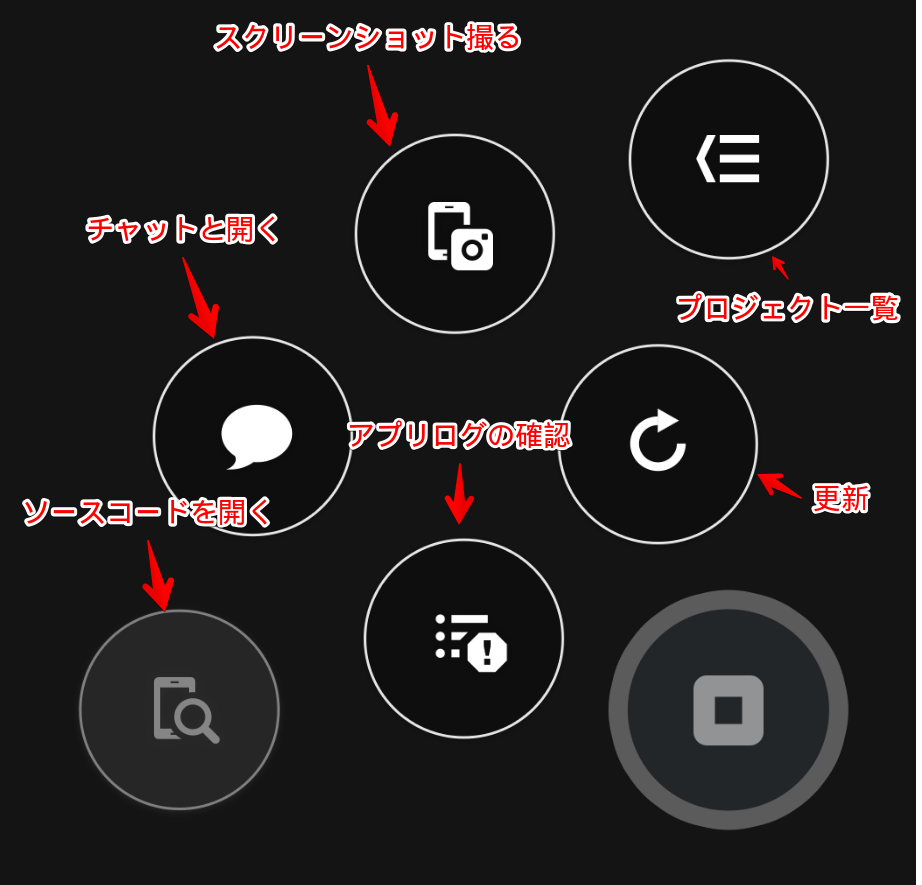 スクリーンショット撮る
チャットと開く
プロジェクト一覧
アプリログの確認
更新
ソースコードを開く